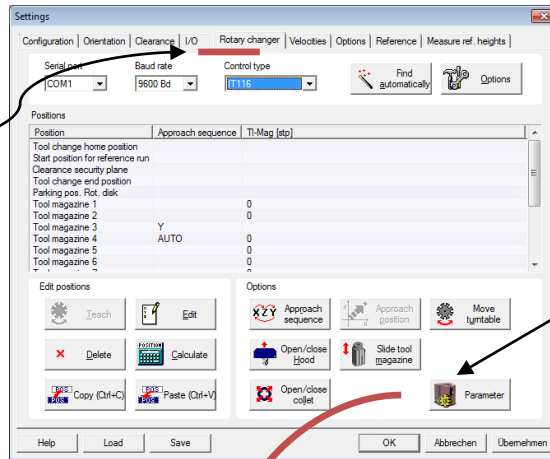 Settings
Configuration Orientation Clearance I/O Rotary changer Velocities Options Reference Measure ref. heights
Serial port Baud rate Control type
COM1 9600 Bd IT116 Find automatically Options
Positions
Position Approach sequence TI-Mag [stp]
Tool change home position
Start position for reference run
Clearance security plane
Tool change end position
Parking pos. Rot. disk
Tool magazine 1 0
Tool magazine 2 0
Tool magazine 3 Y
Tool magazine 4 AUTO 0
Tool magazine 5 0
Tool magazine 6 0
Edit positions Options
Teach Edit Approach sequence Approach position Move turntable
Delete POSITION Calculate Open/close Hood Slide tool magazine
POS POS Copy (Ctrl+C) POS POS Paste (Ctrl+V) Open/close collet Parameter
Help Load Save OK Abbrechen Übernehmen